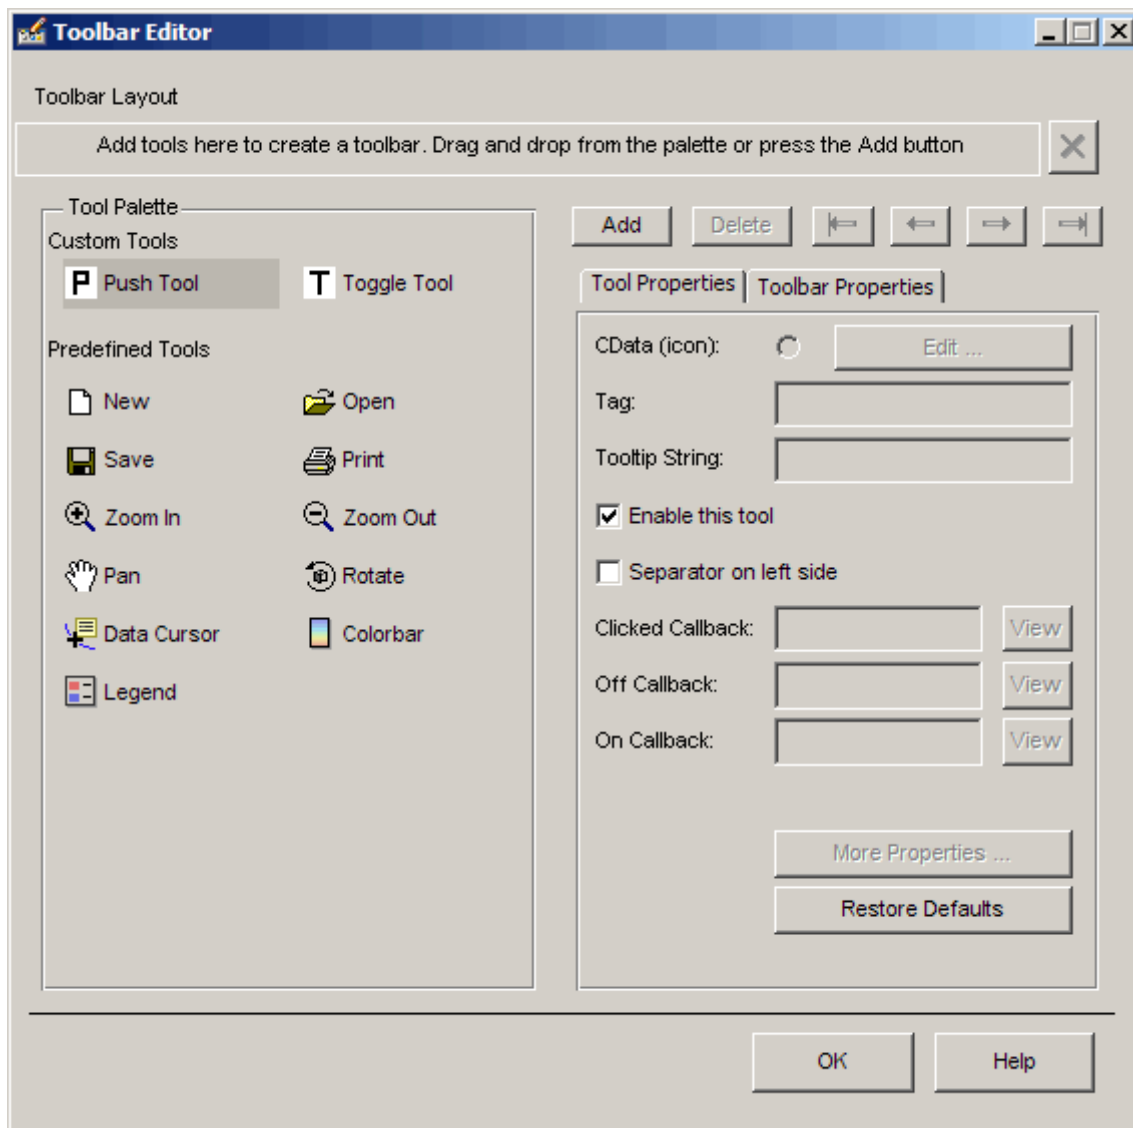 Toolbar Editor
Toolbar Layout
Add tools here to create a toolbar. Drag and drop from the palette or press the Add button
Tool Palette
Custom Tools
P Push Tool
T Toggle Tool
Predefined Tools
New
Open
Save
Print
Zoom In
Zoom Out
Pan
Rotate
Data Cursor
Colorbar
Legend
Add
Delete
Tool Properties
Toolbar Properties
CData (icon):
Edit ...
Tag:
Tooltip String:
Enable this tool
Separator on left side
Clicked Callback:
View
Off Callback:
View
On Callback:
View
More Properties ...
Restore Defaults
OK
Help